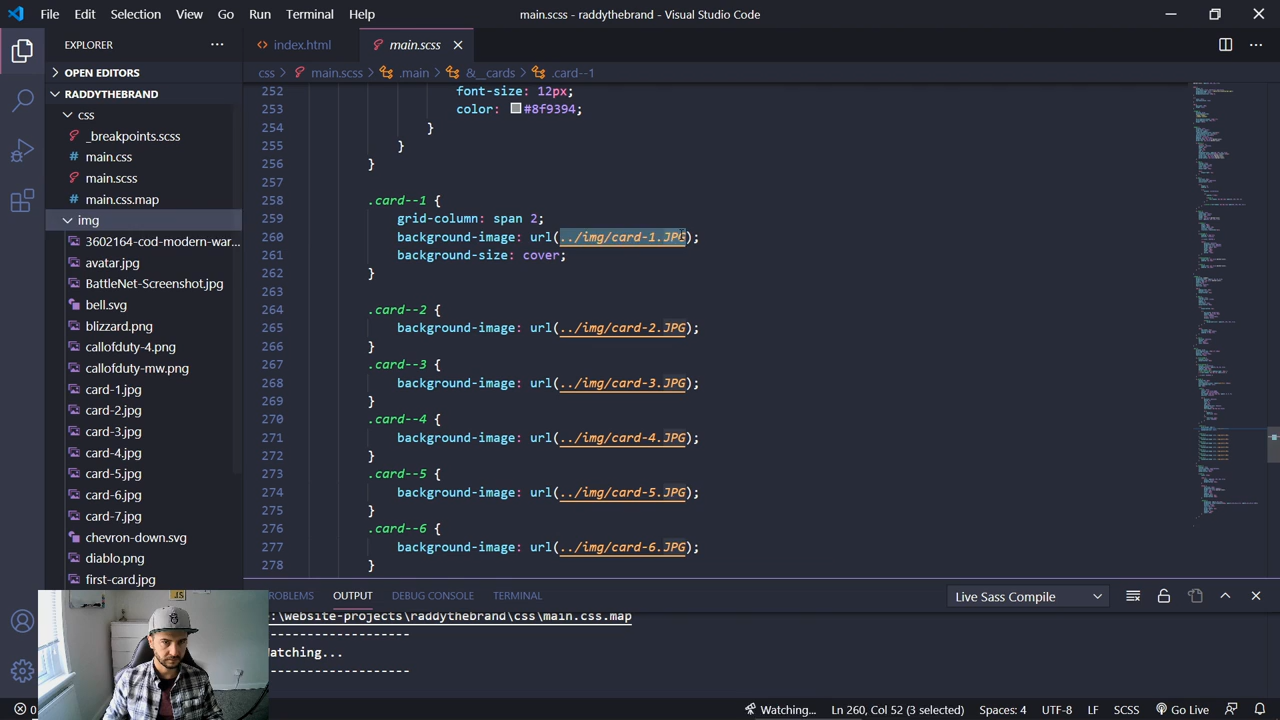 File Edit Selection View Go Run Terminal Help
main.scss - raddythebrand - Visual Studio Code
EXPLORER
OPEN EDITORS
RADDYTHEBRAND
css
_breakpoints.scss
main.css
main.scss
main.css.map
img
3602164-cod-modern-war...
avatar.jpg
BattleNet-Screenshot.jpg
bell.svg
blizzard.png
callofduty-4.png
callofduty-mw.png
card-1.jpg
card-2.jpg
card-3.jpg
card-4.jpg
card-5.jpg
card-6.jpg
card-7.jpg
chevron-down.svg
diablo.png
first-card.jpg
index.html
main.scss
css > main.scss > .main > &__cards > .card--1
252 font-size: 12px;
253 color: #8f9394;
254 }
255 }
256 }
257
258 .card--1 {
259 grid-column: span 2;
260 background-image: url(../img/card-1.JPG);
261 background-size: cover;
262 }
263
264 .card--2 {
265 background-image: url(../img/card-2.JPG);
266 }
267 .card--3 {
268 background-image: url(../img/card-3.JPG);
269 }
270 .card--4 {
271 background-image: url(../img/card-4.JPG);
272 }
273 .card--5 {
274 background-image: url(../img/card-5.JPG);
275 }
276 .card--6 {
277 background-image: url(../img/card-6.JPG);
278 }
ROBLEMS OUTPUT DEBUG CONSOLE TERMINAL
Live Sass Compile
:\website-projects\raddythebrand\css\main.css.map
--------------------
atching...
--------------------
0
Watching... Ln 260, Col 52 (3 selected) Spaces: 4 UTF-8 LF SCSS Go Live